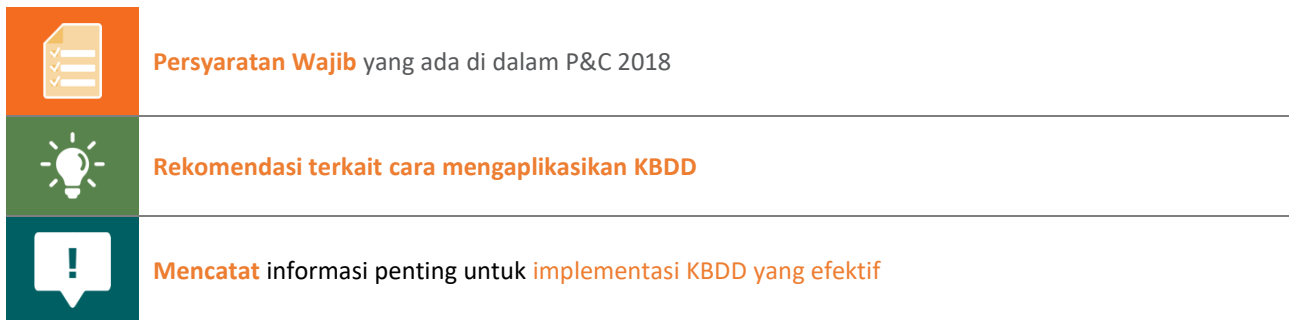 Persyaratan Wajib yang ada di dalam P&C 2018
Rekomendasi terkait cara mengaplikasikan KBDD
!
Mencatat informasi penting untuk implementasi KBDD yang efektif